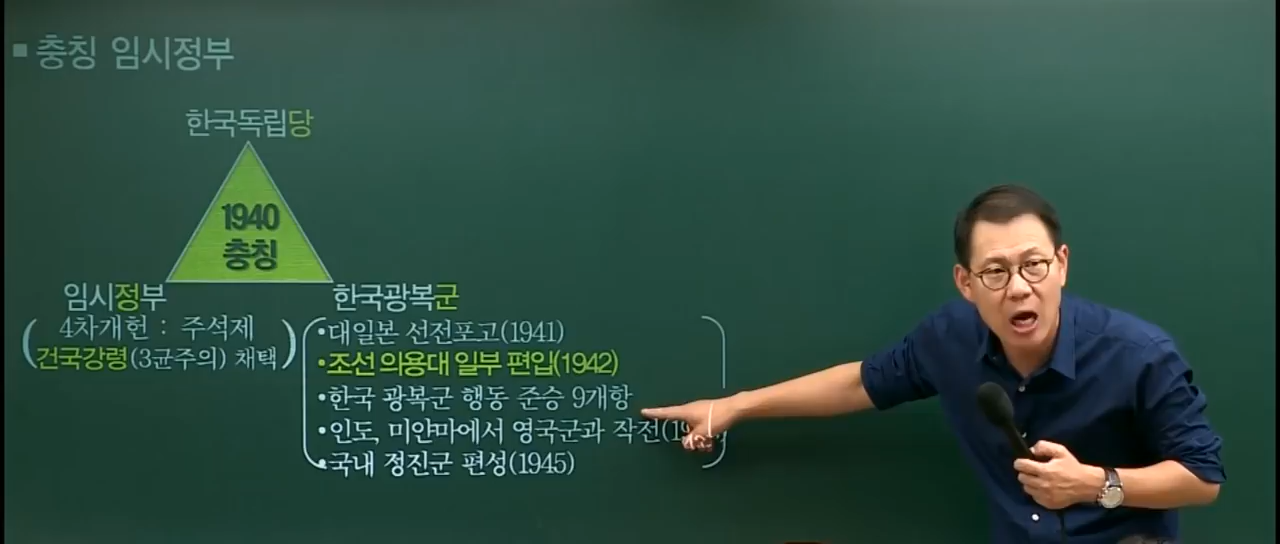 ▪ 충칭 임시정부
한국독립당
1940
충칭
임시정부
(4차개헌 : 주석제
건국강령(3균주의) 채택)
한국광복군
•대일본 선전포고(1941)
•조선 의용대 일부 편입(1942)
•한국 광복군 행동 준승 9개항
•인도, 미얀마에서 영국군과
•국내 정진군 편성(1945)